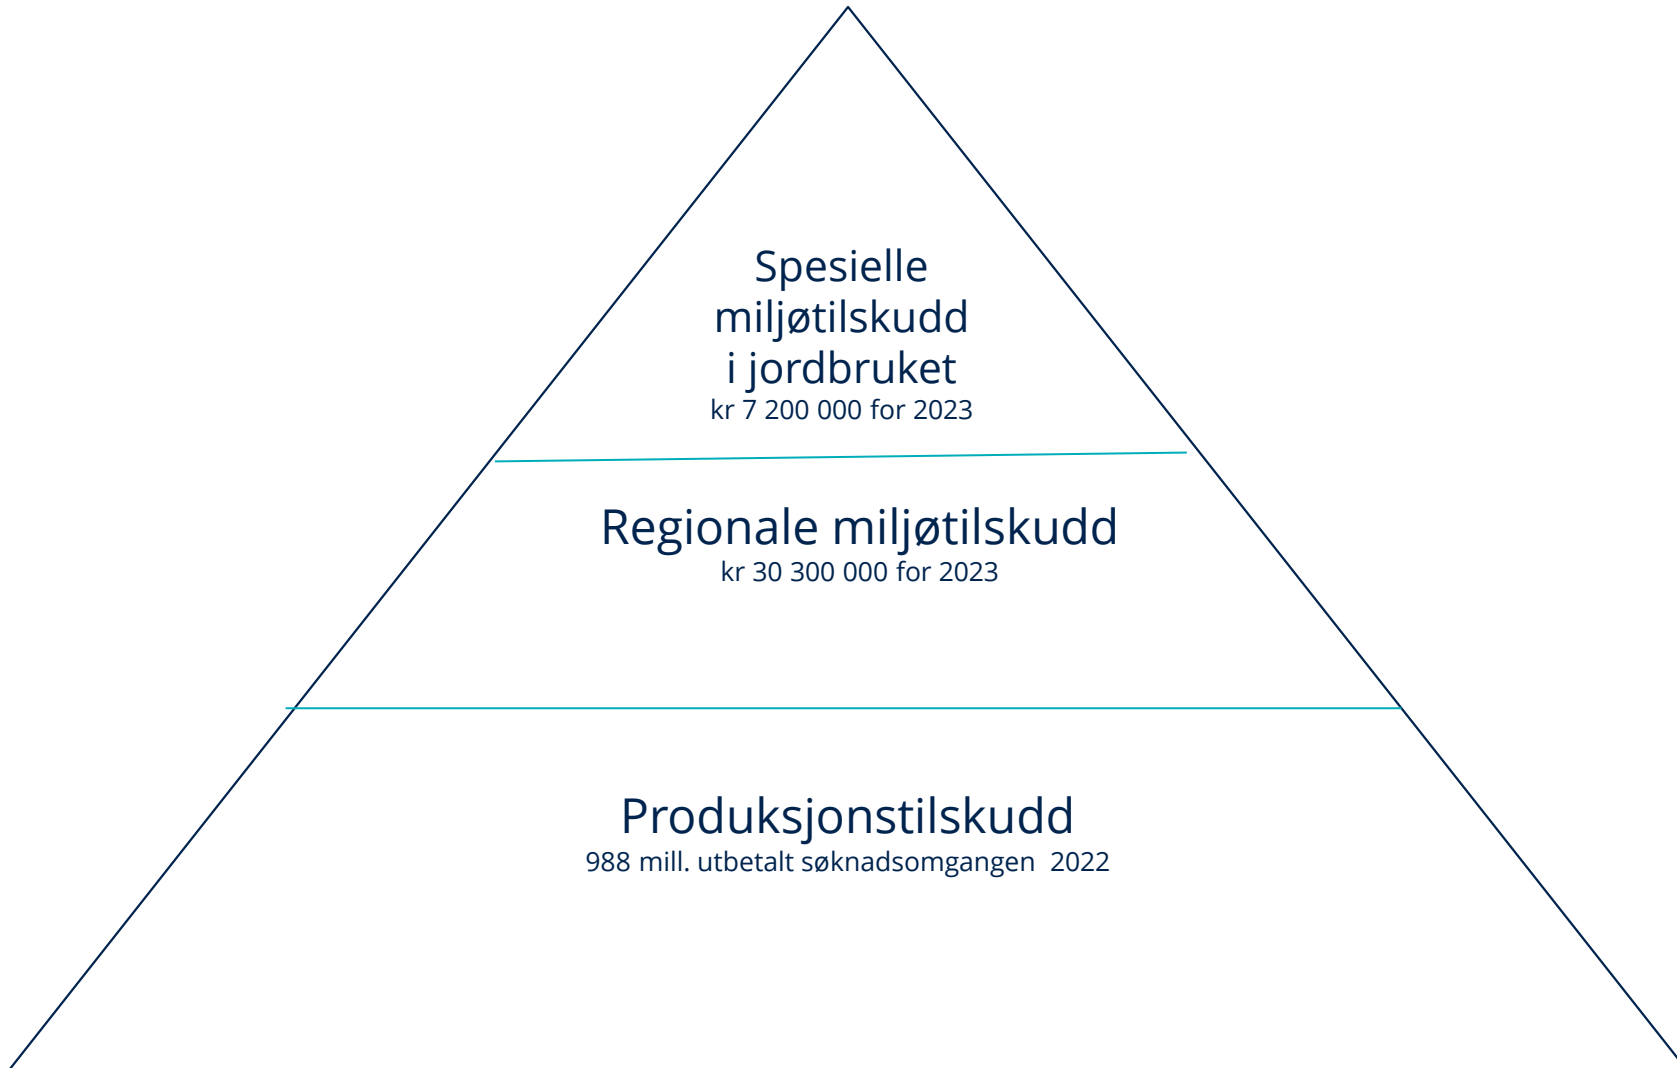 Spesielle
miljøtilskudd
i jordbruket
kr 7 200 000 for 2023
Regionale miljøtilskudd
kr 30 300 000 for 2023
Produksjonstilskudd
988 mill. utbetalt søknadsomgangen  2022